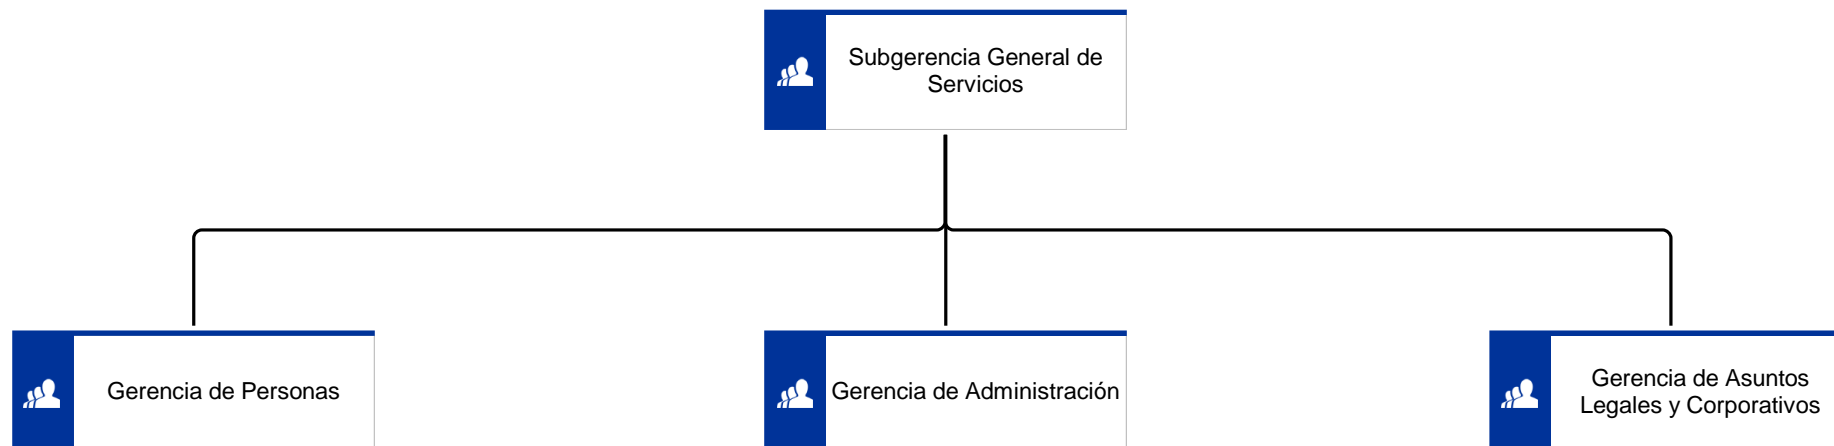 Subgerencia General de
Servicios
Gerencia de Personas
Gerencia de Administración
Gerencia de Asuntos
Legales y Corporativos